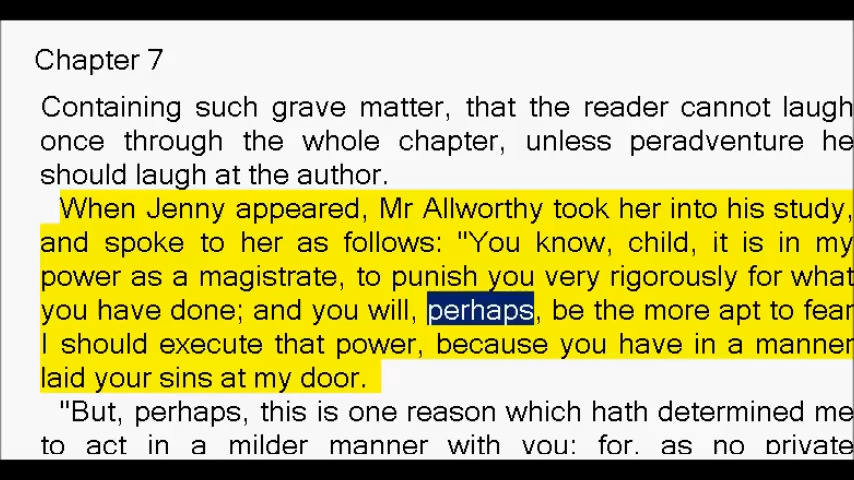 Chapter 7
Containing such grave matter, that the reader cannot laugh
once through the whole chapter, unless peradventure he
should laugh at the author.
When Jenny appeared, Mr Allworthy took her into his study,
and spoke to her as follows: "You know, child, it is in my
power as a magistrate, to punish you very rigorously for what
you have done; and you will, perhaps, be the more apt to fear
I should execute that power, because you have in a manner
laid your sins at my door.
"But, perhaps, this is one reason which hath determined me
to act in a milder manner with you: for, as no private